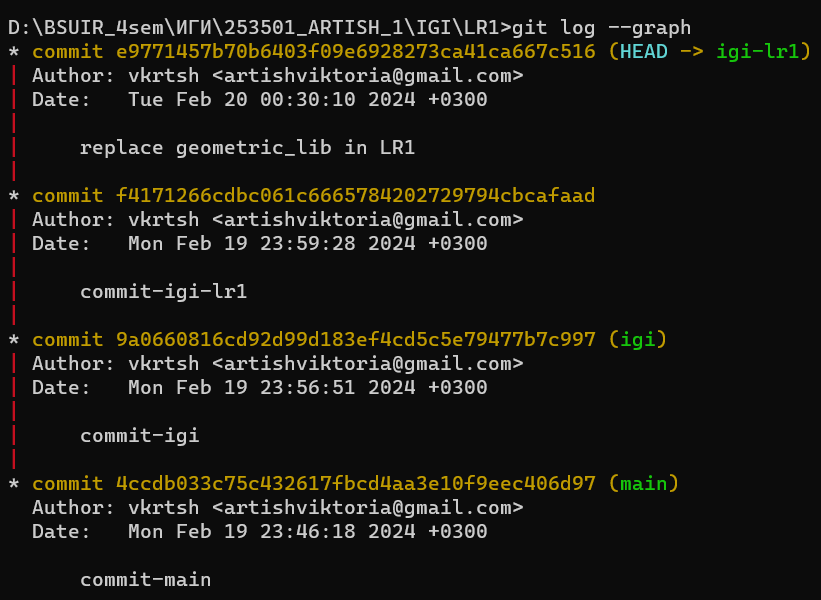 D:\BSUIR_4sem\ИГИ\253501_ARTISH_1\IGI\LR1>git log --graph
* commit e9771457b70b6403f09e6928273ca41ca667c516 (HEAD -> igi-lr1)
| Author: vkrtsh <artishviktoria@gmail.com>
| Date:   Tue Feb 20 00:30:10 2024 +0300
|
|     replace geometric_lib in LR1
|
* commit f4171266cdbc061c6665784202729794cbcafaad
| Author: vkrtsh <artishviktoria@gmail.com>
| Date:   Mon Feb 19 23:59:28 2024 +0300
|
|     commit-igi-lr1
|
* commit 9a0660816cd92d99d183ef4cd5c5e79477b7c997 (igi)
| Author: vkrtsh <artishviktoria@gmail.com>
| Date:   Mon Feb 19 23:56:51 2024 +0300
|
|     commit-igi
|
* commit 4ccdb033c75c432617fbcd4aa3e10f9eec406d97 (main)
  Author: vkrtsh <artishviktoria@gmail.com>
  Date:   Mon Feb 19 23:46:18 2024 +0300

      commit-main